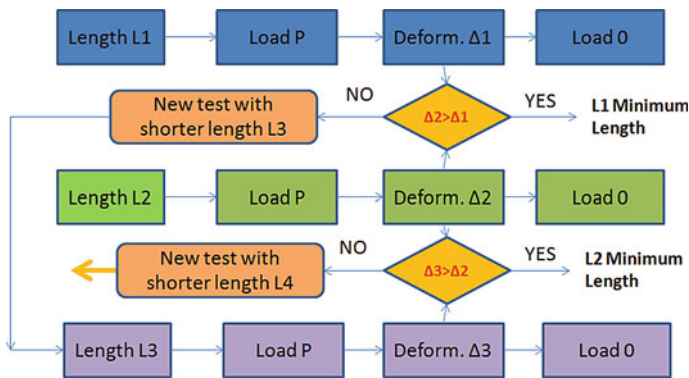 Length L1
Load P
Deform. Δ1
Load 0
New test with
shorter length L3
NO
Δ2>Δ1
YES
L1 Minimum
Length
Length L2
Load P
Deform. Δ2
Load 0
New test with
shorter length L4
NO
Δ3>Δ2
YES
L2 Minimum
Length
Length L3
Load P
Deform. Δ3
Load 0